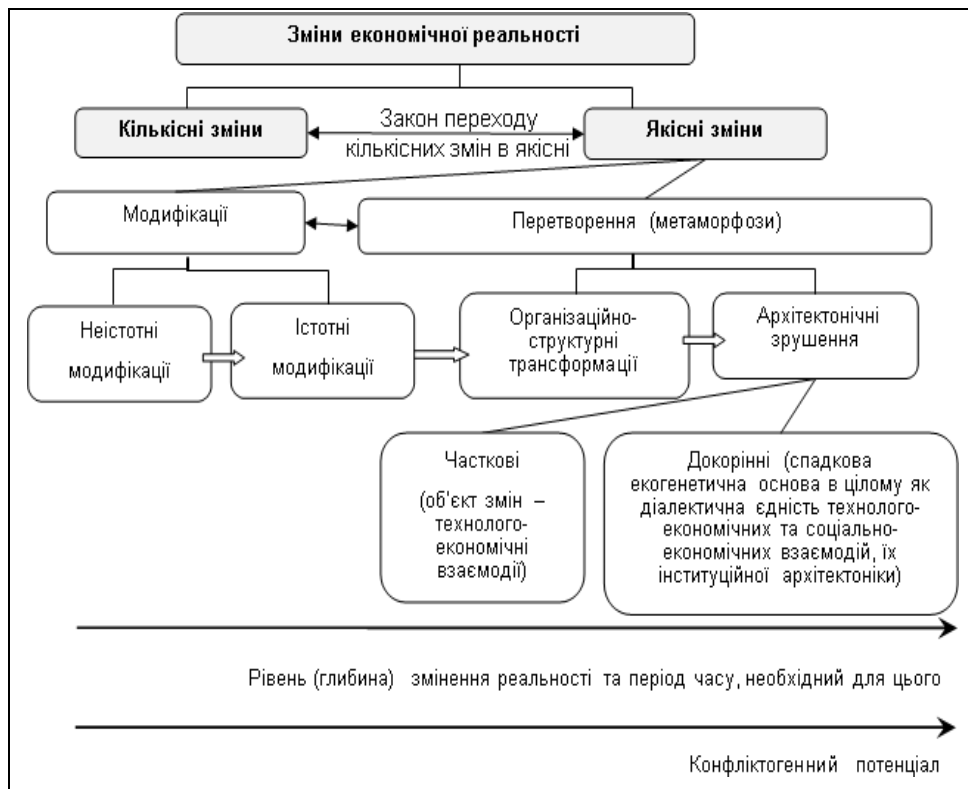 Зміни економічної реальності
Кількісні зміни
Закон переходу
кількісних змін в якісні
Якісні зміни
Модифікації
Перетворення (метаморфози)
Неістотні
модифікації
Істотні
модифікації
Організаційно-
структурні
трансформації
Архітектонічні
зрушення
Часткові
(об'єкт змін –
технолого-
економічні
взаємодії)
Докорінні (спадкова
екогенетична основа в цілому як
діалектична єдність технолого-
економічних та соціально-
економічних взаємодій, їх
інституційної архітектоніки)
Рівень (глибина) змінення реальності та період часу, необхідний для цього
Конфліктогенний потенціал